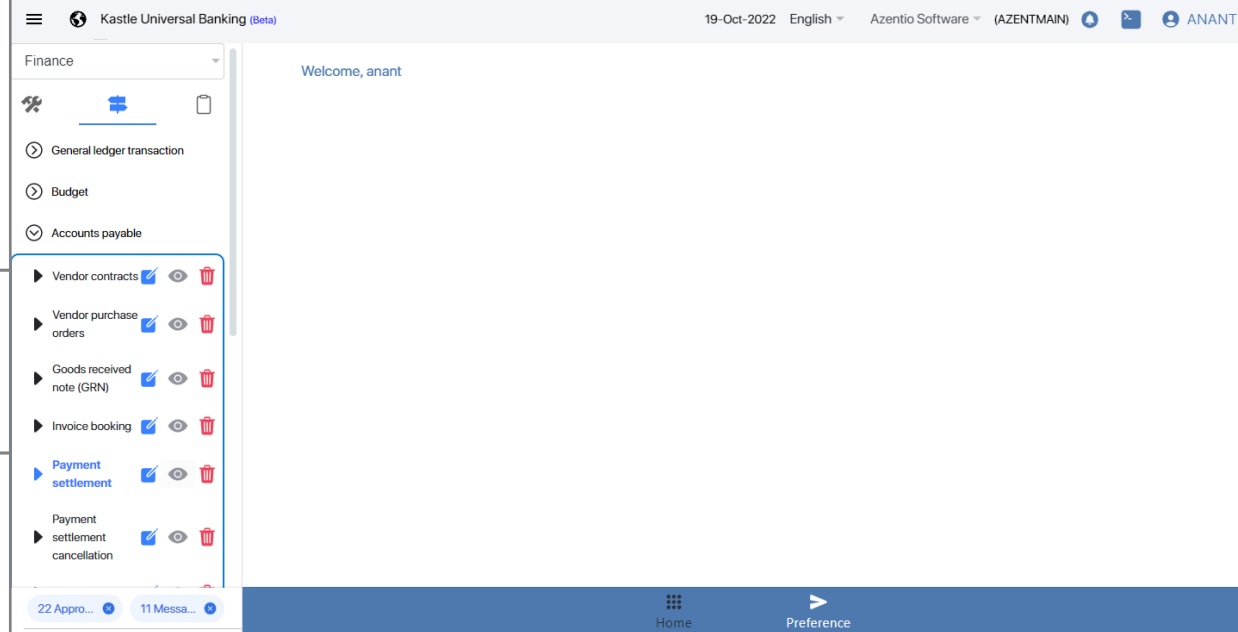 Kastle Universal Banking (Beta)
19-Oct-2022 English Azentio Software (AZENTMAIN) ANANT
Finance
Welcome, anant
General ledger transaction
Budget
Accounts payable
Vendor contracts
Vendor purchase
orders
Goods received
note (GRN)
Invoice booking
Payment
settlement
Payment
settlement
cancellation
22 Appro... 11 Messa...
Home Preference